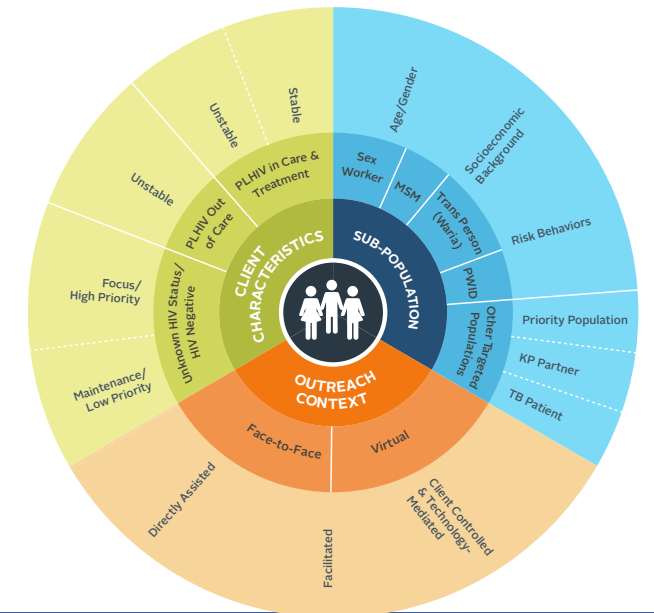 CLIENT
CHARACTERISTICS
PLHIV in Care &
Treatment
Stable
Unstable
PLHIV Out
of Care
Unstable
Unknown HIV Status/
HIV Negative
Focus/
High Priority
Maintenance/
Low Priority
SUB-POPULATION
Sex
Worker
MSM
Trans Person
(Waria)
PWID
Age/Gender
Socioeconomic
Background
Risk Behaviors
Other Targeted
Populations
Priority Population
KP Partner
TB Patient
OUTREACH
CONTEXT
Face-to-Face
Virtual
Directly Assisted
Facilitated
Client Controlled
& Technology-
Mediated